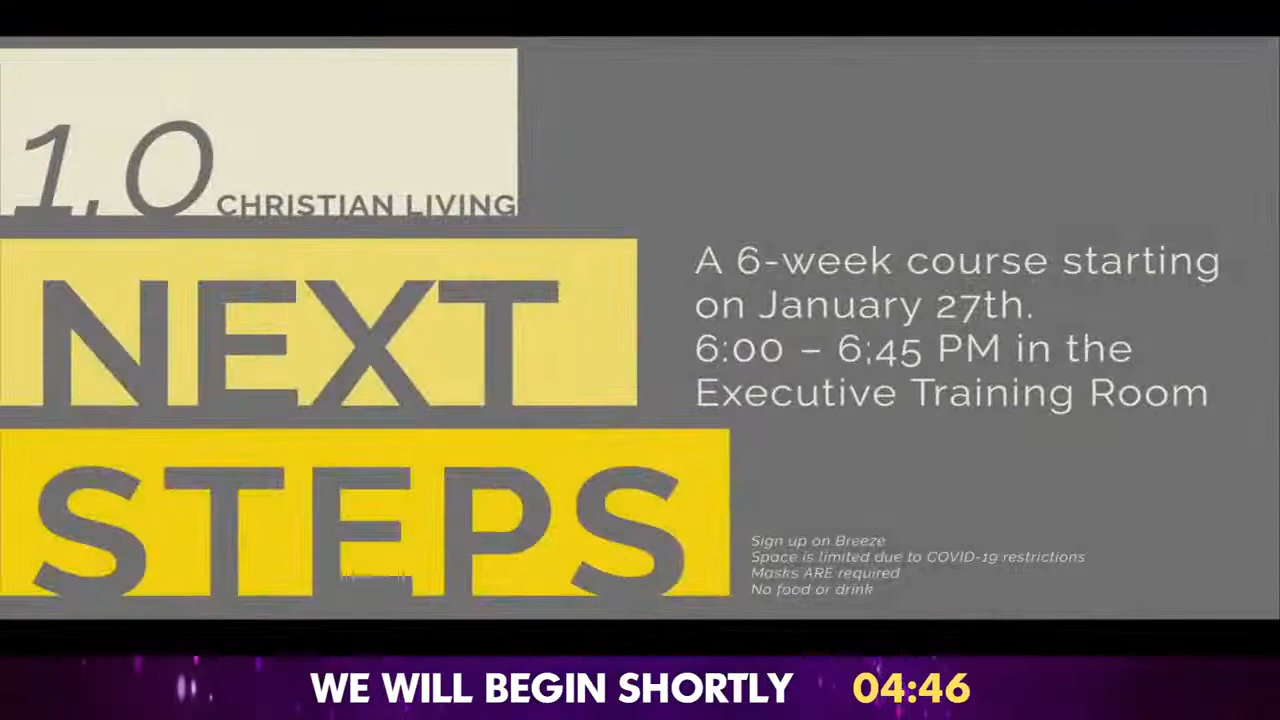 1.0 CHRISTIAN LIVING
NEXT
STEPS
A 6-week course starting
on January 27th.
6:00 – 6:45 PM in the
Executive Training Room
Sign up on Breeze
Space is limited due to COVID-19 restrictions
Masks ARE required
No food or drink
WE WILL BEGIN SHORTLY 04:46